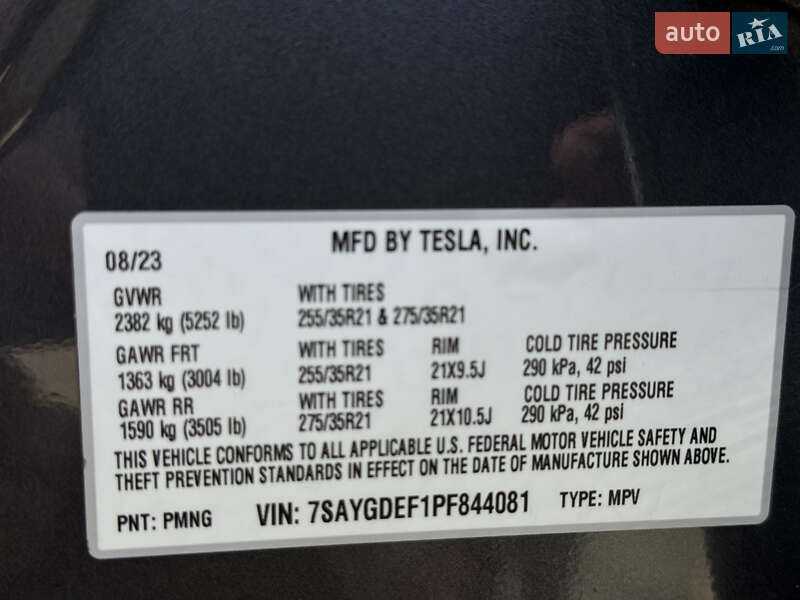 auto RIA.com
MFD BY TESLA, INC.
08/23
GVWR WITH TIRES
2382 kg (5252 lb) 255/35R21 & 275/35R21
GAWR FRT WITH TIRES RIM COLD TIRE PRESSURE
1363 kg (3004 lb) 255/35R21 21X9.5J 290 kPa, 42 psi
GAWR RR WITH TIRES RIM COLD TIRE PRESSURE
1590 kg (3505 lb) 275/35R21 21X10.5J 290 kPa, 42 psi
THIS VEHICLE CONFORMS TO ALL APPLICABLE U.S. FEDERAL MOTOR VEHICLE SAFETY AND
THEFT PREVENTION STANDARDS IN EFFECT ON THE DATE OF MANUFACTURE SHOWN ABOVE.
PNT: PMNG VIN: 7SAYGDEF1PF844081 TYPE: MPV